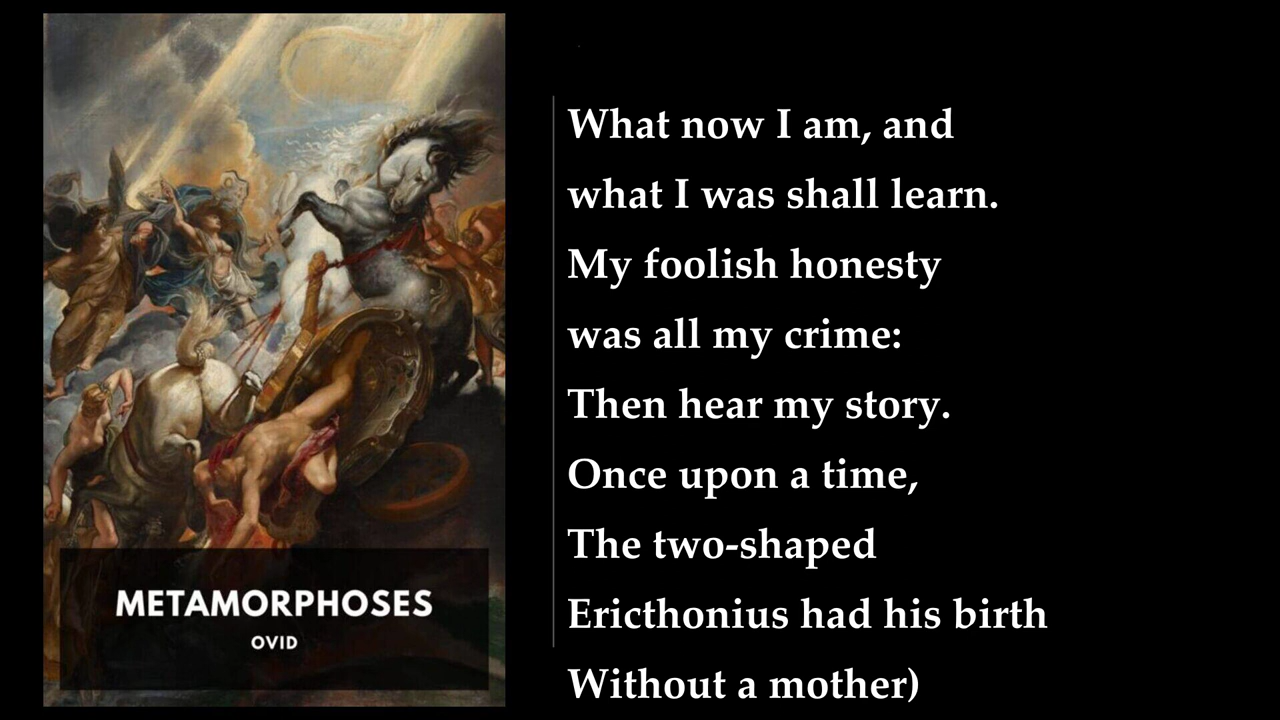 METAMORPHOSES
OVID
What now I am, and
what I was shall learn.
My foolish honesty
was all my crime:
Then hear my story.
Once upon a time,
The two-shaped
Ericthonius had his birth
Without a mother)